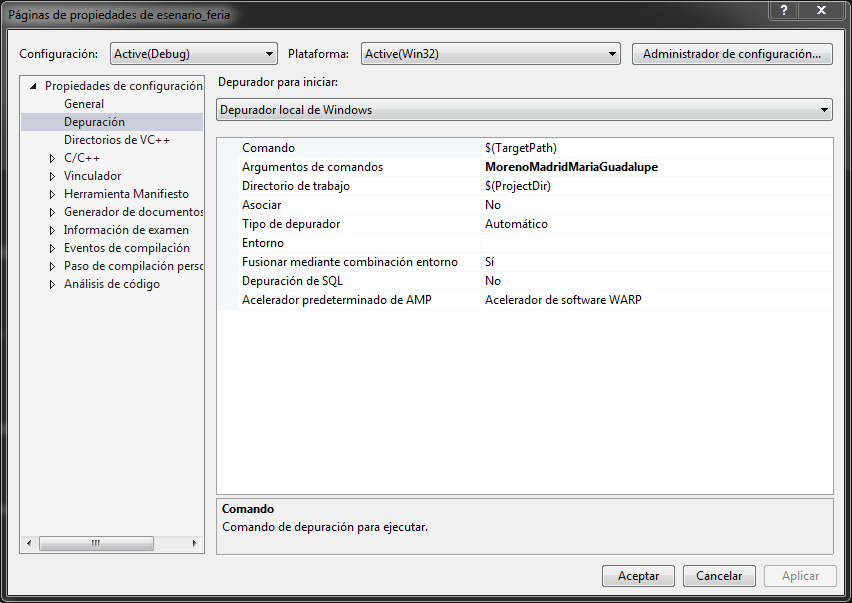 Páginas de propiedades de esenario_feria
Configuración: Active(Debug) Plataforma: Active(Win32) Administrador de configuración...
Propiedades de configuración
General
Depuración
Directorios de VC++
C/C++
Vinculador
Herramienta Manifiesto
Generador de documentos
Información de examen
Eventos de compilación
Paso de compilación perso
Análisis de código
Depurador para iniciar:
Depurador local de Windows
Comando $(TargetPath)
Argumentos de comandos MorenoMadridMariaGuadalupe
Directorio de trabajo $(ProjectDir)
Asociar No
Tipo de depurador Automático
Entorno
Fusionar mediante combinación entorno Sí
Depuración de SQL No
Acelerador predeterminado de AMP Acelerador de software WARP
Comando
Comando de depuración para ejecutar.
Aceptar Cancelar Aplicar